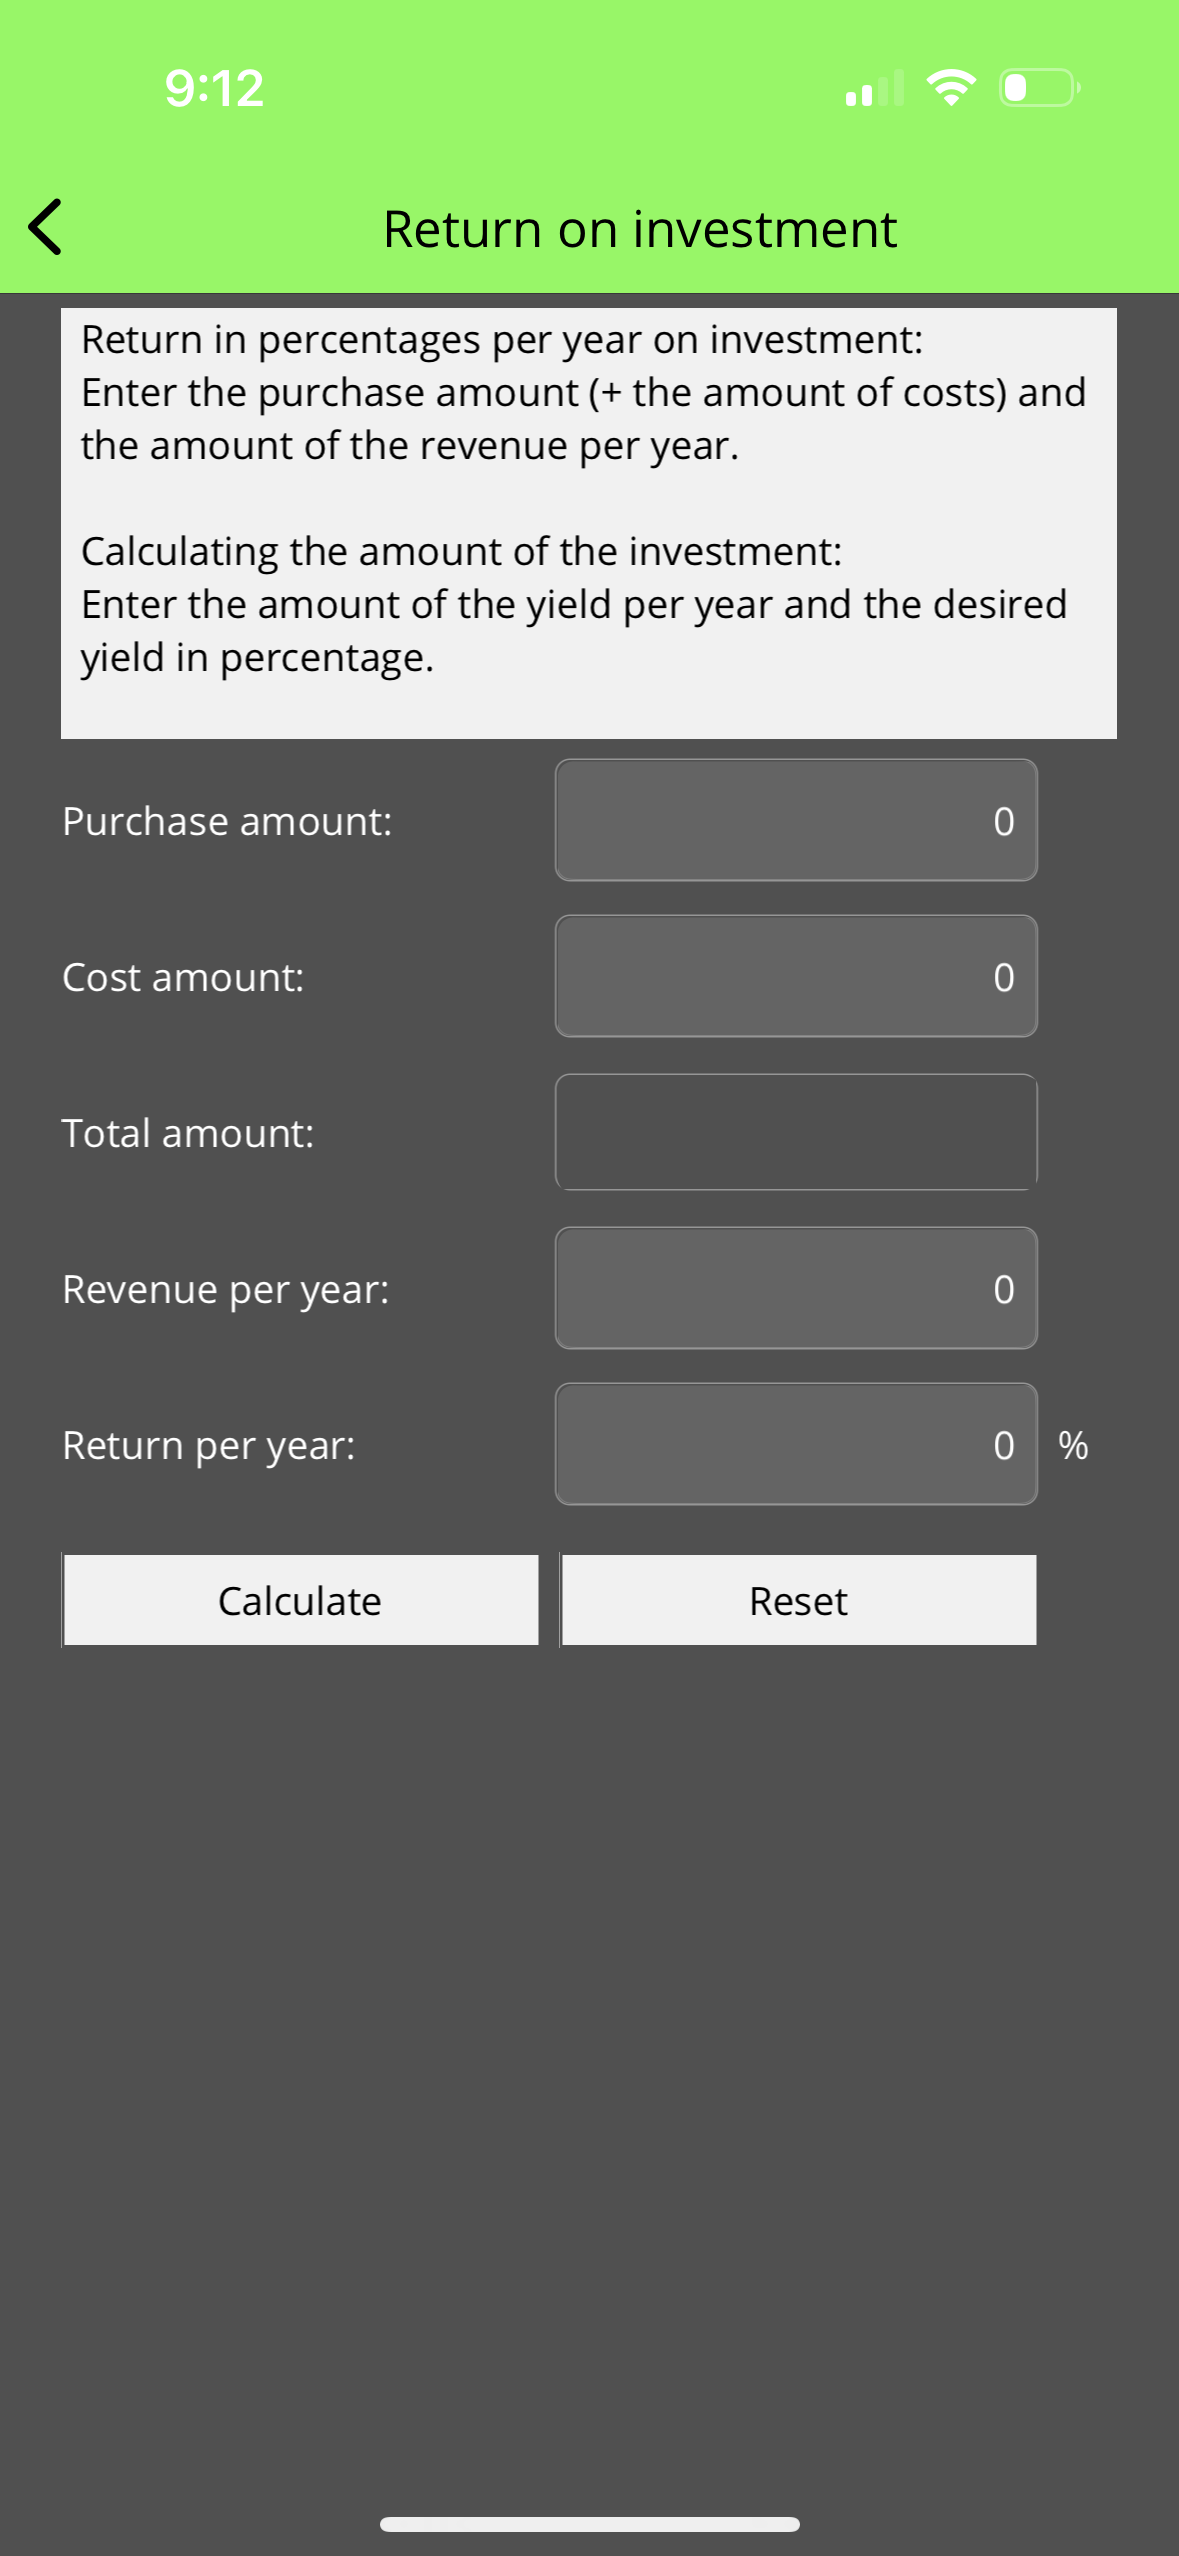 9:12
Return on investment
Return in percentages per year on investment:
Enter the purchase amount (+ the amount of costs) and
the amount of the revenue per year.
Calculating the amount of the investment:
Enter the amount of the yield per year and the desired
yield in percentage.
Purchase amount: 0
Cost amount: 0
Total amount:
Revenue per year: 0
Return per year: 0 %
Calculate Reset